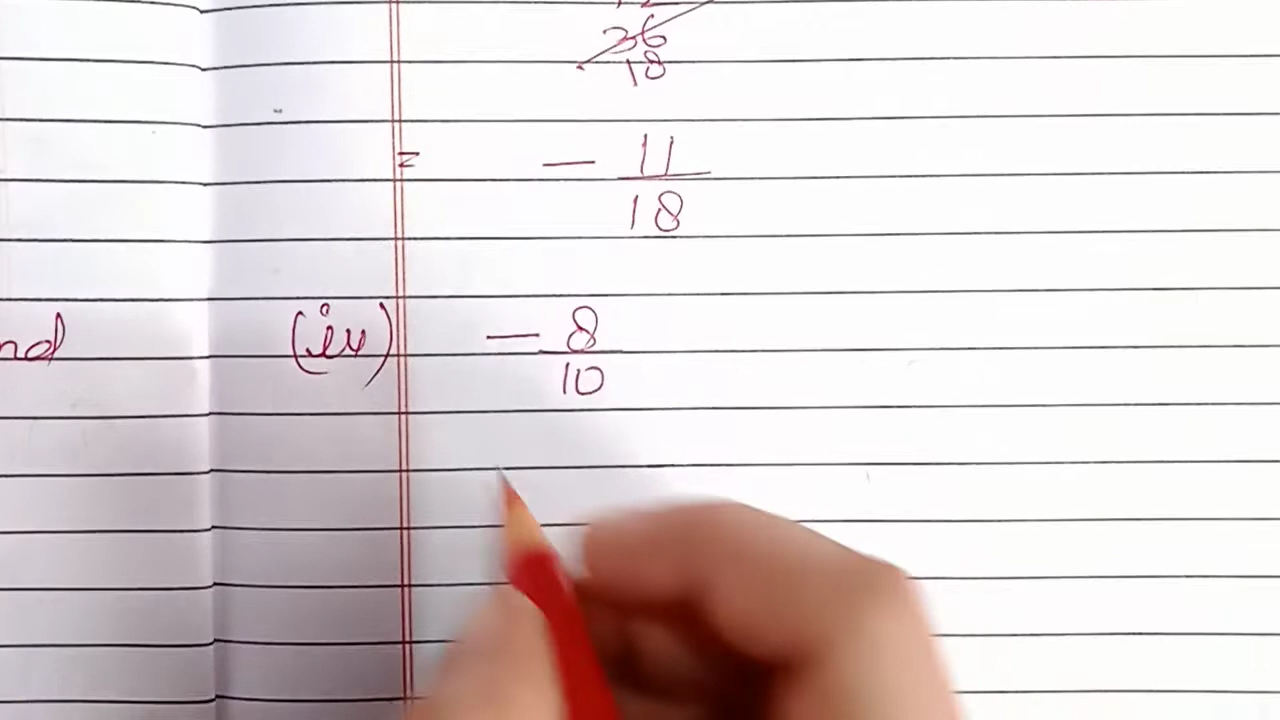 36
18
= - 11
18
nd (iv) - 8
10